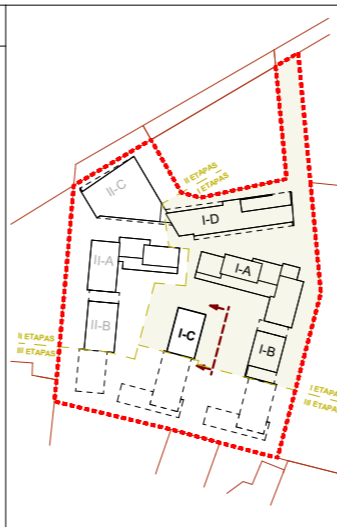 II ETAPAS
I ETAPAS
II-C
I-D
II-A
I-A
II-B
I-C
I-B
II ETAPAS
III ETAPAS
I ETAPAS
III ETAPAS